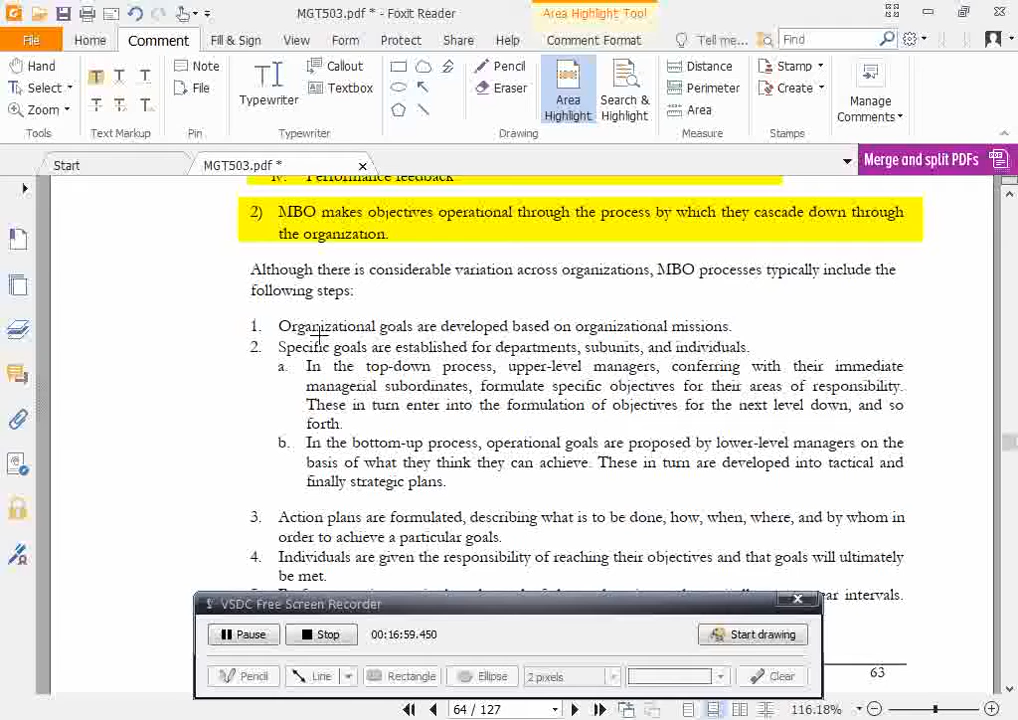 MGT503.pdf * - Foxit Reader
Area Highlight Tool
File Home Comment Fill & Sign View Form Protect Share Help Comment Format Tell me... Find
Hand
Select
Zoom
Tools
T T T
T T T
Text Markup
Note
File
Pin
Typewriter
Callout
Textbox
Typewriter
Pencil
Eraser
Area Highlight
Search & Highlight
Drawing
Distance
Perimeter
Area
Measure
Stamp
Create
Stamps
Manage Comments
Start MGT503.pdf * Merge and split PDFs
iv. Performance feedback
2) MBO makes objectives operational through the process by which they cascade down through
the organization.
Although there is considerable variation across organizations, MBO processes typically include the
following steps:
1. Organizational goals are developed based on organizational missions.
2. Specific goals are established for departments, subunits, and individuals.
a. In the top-down process, upper-level managers, conferring with their immediate
managerial subordinates, formulate specific objectives for their areas of responsibility.
These in turn enter into the formulation of objectives for the next level down, and so
forth.
b. In the bottom-up process, operational goals are proposed by lower-level managers on the
basis of what they think they can achieve. These in turn are developed into tactical and
finally strategic plans.
3. Action plans are formulated, describing what is to be done, how, when, where, and by whom in
order to achieve a particular goals.
4. Individuals are given the responsibility of reaching their objectives and that goals will ultimately
be met.
intervals.
VSDC Free Screen Recorder
Pause Stop 00:16:59.450 Start drawing
Pencil Line Rectangle Ellipse 2 pixels Clear
63
64 / 127 116.18%